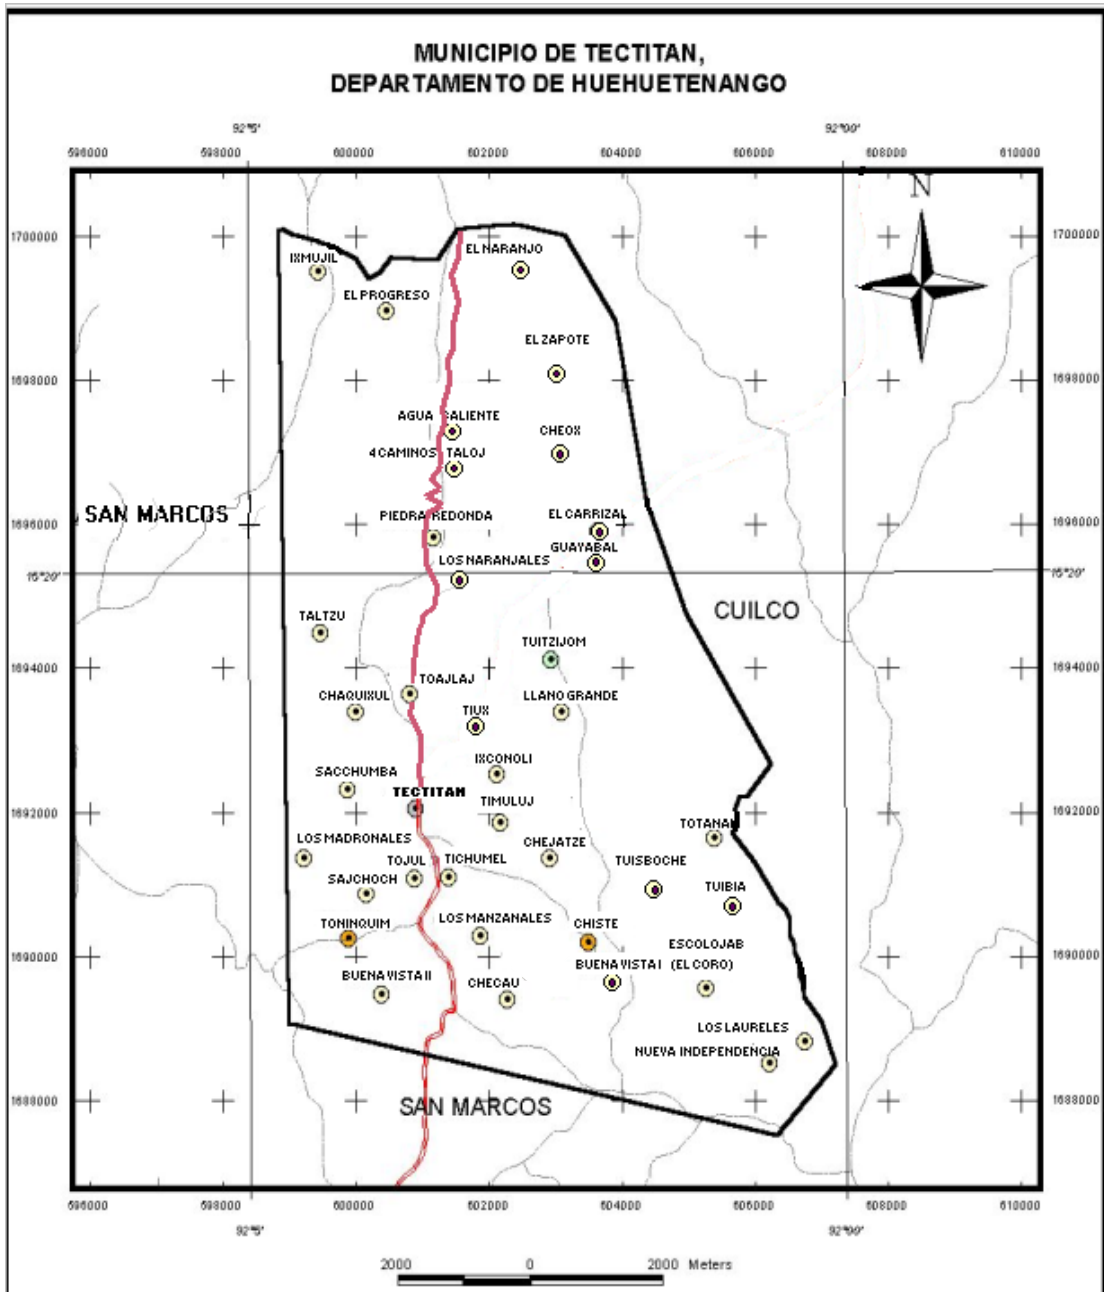 MUNICIPIO DE TECTITAN,
DEPARTAMENTO DE HUEHUETENANGO
92°5' 92°00'
596000 598000 600000 602000 604000 606000 608000 610000
N
1700000 1700000
EL NARANJO
IXMUJIL
EL PROGRESO
EL ZAPOTE
1698000 1698000
AGUA CALIENTE
CHEOX
4 CAMINOS TALOJ
SAN MARCOS
PIEDRA REDONDA
EL CARRIZAL
1696000 1696000
GUAYABAL
LOS NARANJALES
15°20' 15°20'
CUILCO
TALTZU
TUITZIJOM
1694000 1694000
TOAJLAJ
CHAQUIXUL
LLANO GRANDE
TIUX
IXCONOLI
SACCHUMBA
TECTITAN
TIMULUJ
1692000 1692000
TOTANAN
LOS MADRONALES
CHEJATZE
TOJUL
TICHUMEL
TUISBOCHE
SAJCHOCH
TUIBIA
TONINQUIM
LOS MANZANALES
CHISTE
ESCOLOJAB
1690000 1690000
BUENA VISTA I (EL CORO)
BUENA VISTA II
CHECAU
LOS LAURELES
NUEVA INDEPENDENCIA
1688000 1688000
SAN MARCOS
596000 598000 600000 602000 604000 606000 608000 610000
92°5' 92°00'
2000 0 2000 Meters